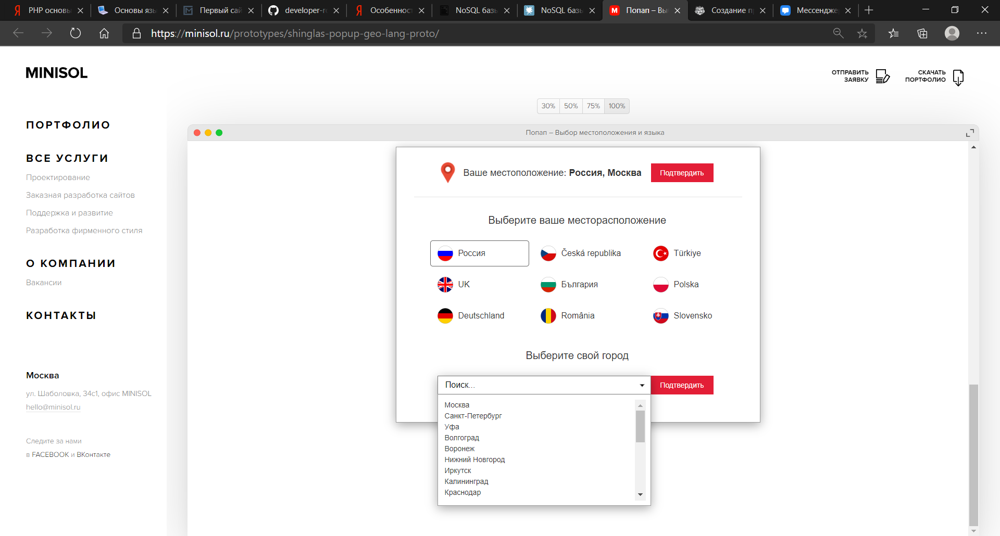 PHP основы
Основы язы
Первый сай
developer-ro
Особеннос
NoSQL базы
NoSQL базы
Попап – Вы
Создание п
Мессендже
https://minisol.ru/prototypes/shinglas-popup-geo-lang-proto/
MINISOL
ОТПРАВИТЬ
ЗАЯВКУ
СКАЧАТЬ
ПОРТФОЛИО
30% 50% 75% 100%
ПОРТФОЛИО
ВСЕ УСЛУГИ
Проектирование
Заказная разработка сайтов
Поддержка и развитие
Разработка фирменного стиля
О КОМПАНИИ
Вакансии
КОНТАКТЫ
Москва
ул. Шаболовка, 34с1, офис MINISOL
hello@minisol.ru
Следите за нами
в FACEBOOK и ВКонтакте
Попап – Выбор местоположения и языка
Ваше местоположение: Россия, Москва
Подтвердить
Выберите ваше месторасположение
Россия
Česká republika
Türkiye
UK
България
Polska
Deutschland
România
Slovensko
Выберите свой город
Поиск...
Подтвердить
Москва
Санкт-Петербург
Уфа
Волгоград
Воронеж
Нижний Новгород
Иркутск
Калининград
Краснодар